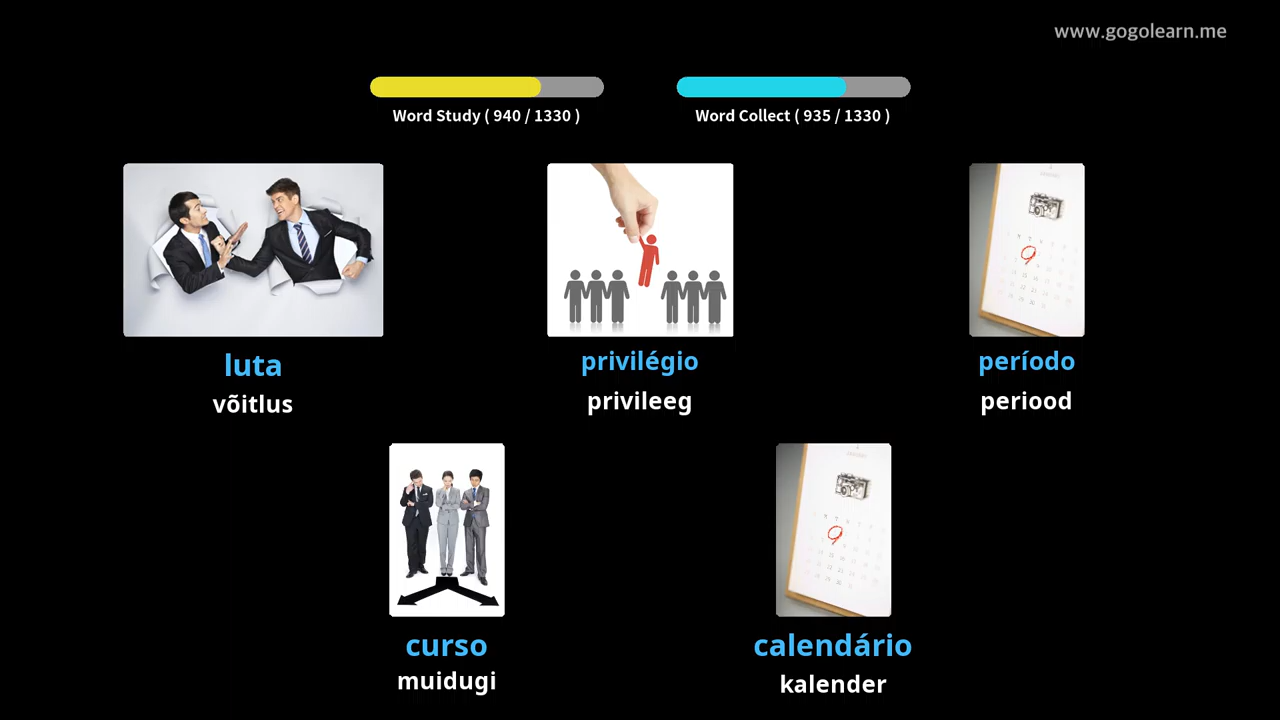 www.gogolearn.me
Word Study ( 940 / 1330 )
Word Collect ( 935 / 1330 )
luta
võitlus
privilégio
privileeg
período
periood
curso
muidugi
calendário
kalender